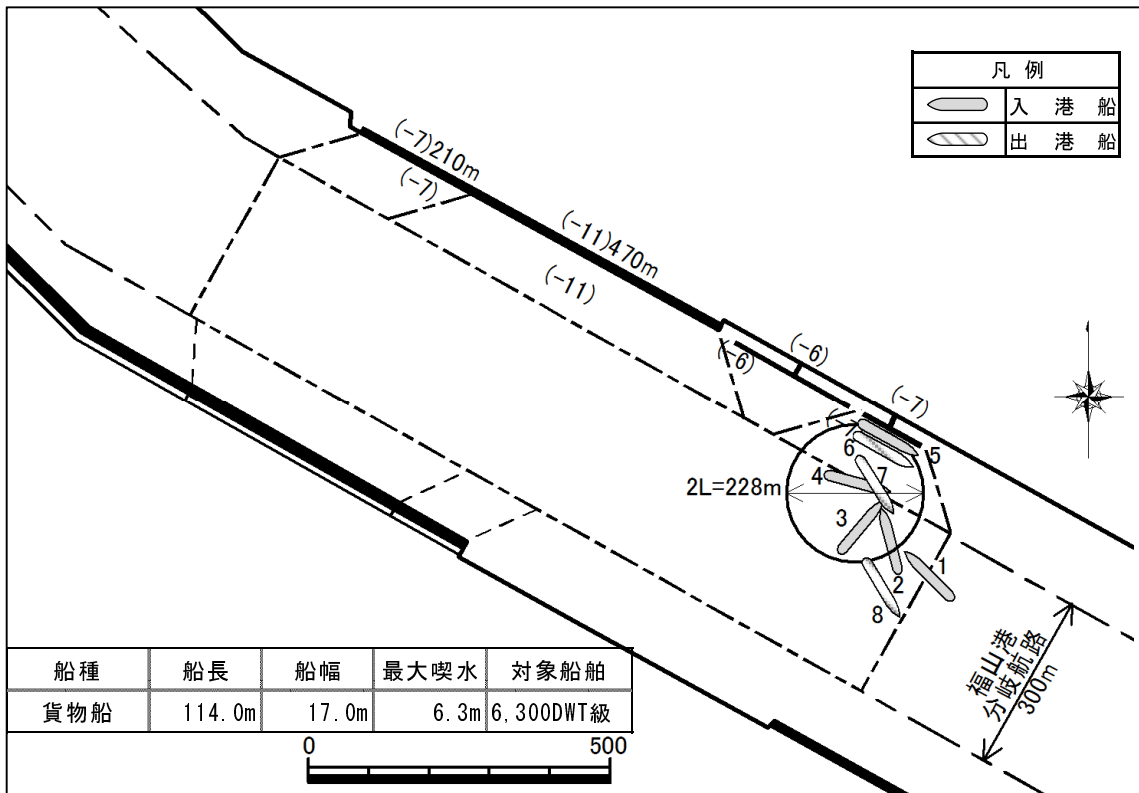 凡 例
入 港 船
出 港 船
(-7)210m
(-7)
(-11)470m
(-11)
(-6)
(-6)
(-7)
5
6
7
4
2L=228m
3
1
2
8
福山港
分岐航路
300m
船種 船長 船幅 最大喫水 対象船舶
貨物船 114.0m 17.0m 6.3m 6,300DWT級
0 500